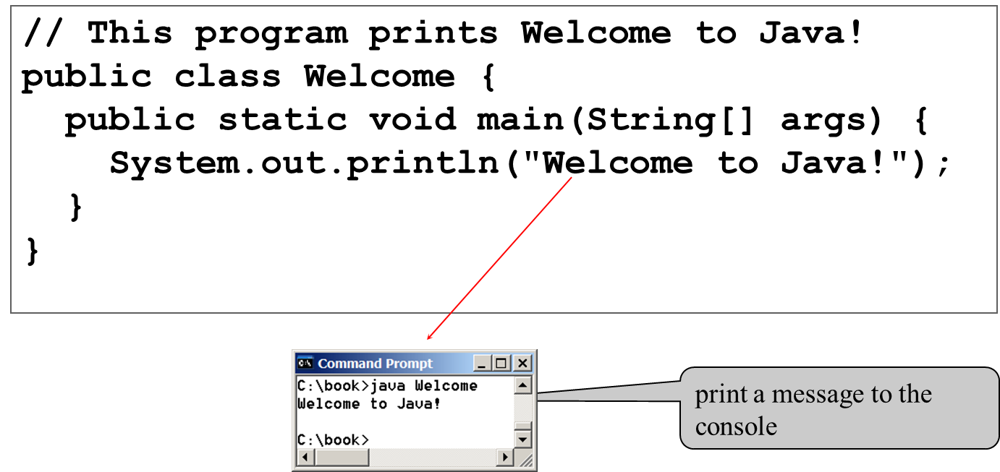 // This program prints Welcome to Java!
public class Welcome {
  public static void main(String[] args) {
    System.out.println("Welcome to Java!");
  }
}
Command Prompt
C:\book>java Welcome
Welcome to Java!
C:\book>
print a message to the
console